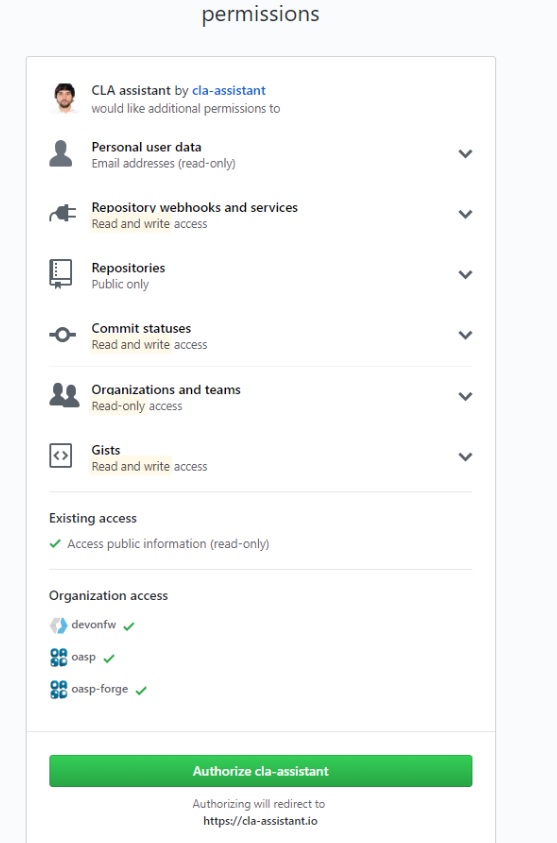 permissions
CLA assistant by cla-assistant
would like additional permissions to
Personal user data
Email addresses (read-only)
Repository webhooks and services
Read and write access
Repositories
Public only
Commit statuses
Read and write access
Organizations and teams
Read-only access
Gists
Read and write access
Existing access
Access public information (read-only)
Organization access
devonfw
oasp
oasp-forge
Authorize cla-assistant
Authorizing will redirect to
https://cla-assistant.io